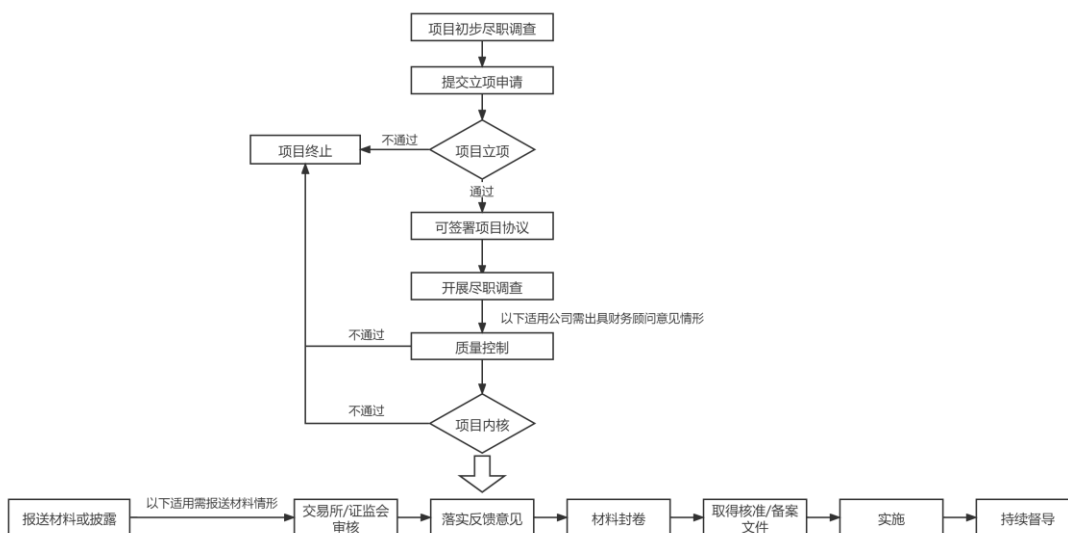 项目初步尽职调查
提交立项申请
不通过
项目终止
项目立项
通过
可签署项目协议
开展尽职调查
以下适用公司需出具财务顾问意见情形
不通过
质量控制
不通过
项目内核
报送材料或披露
以下适用需报送材料情形
交易所/证监会
审核
落实反馈意见
材料封卷
取得核准/备案
文件
实施
持续督导